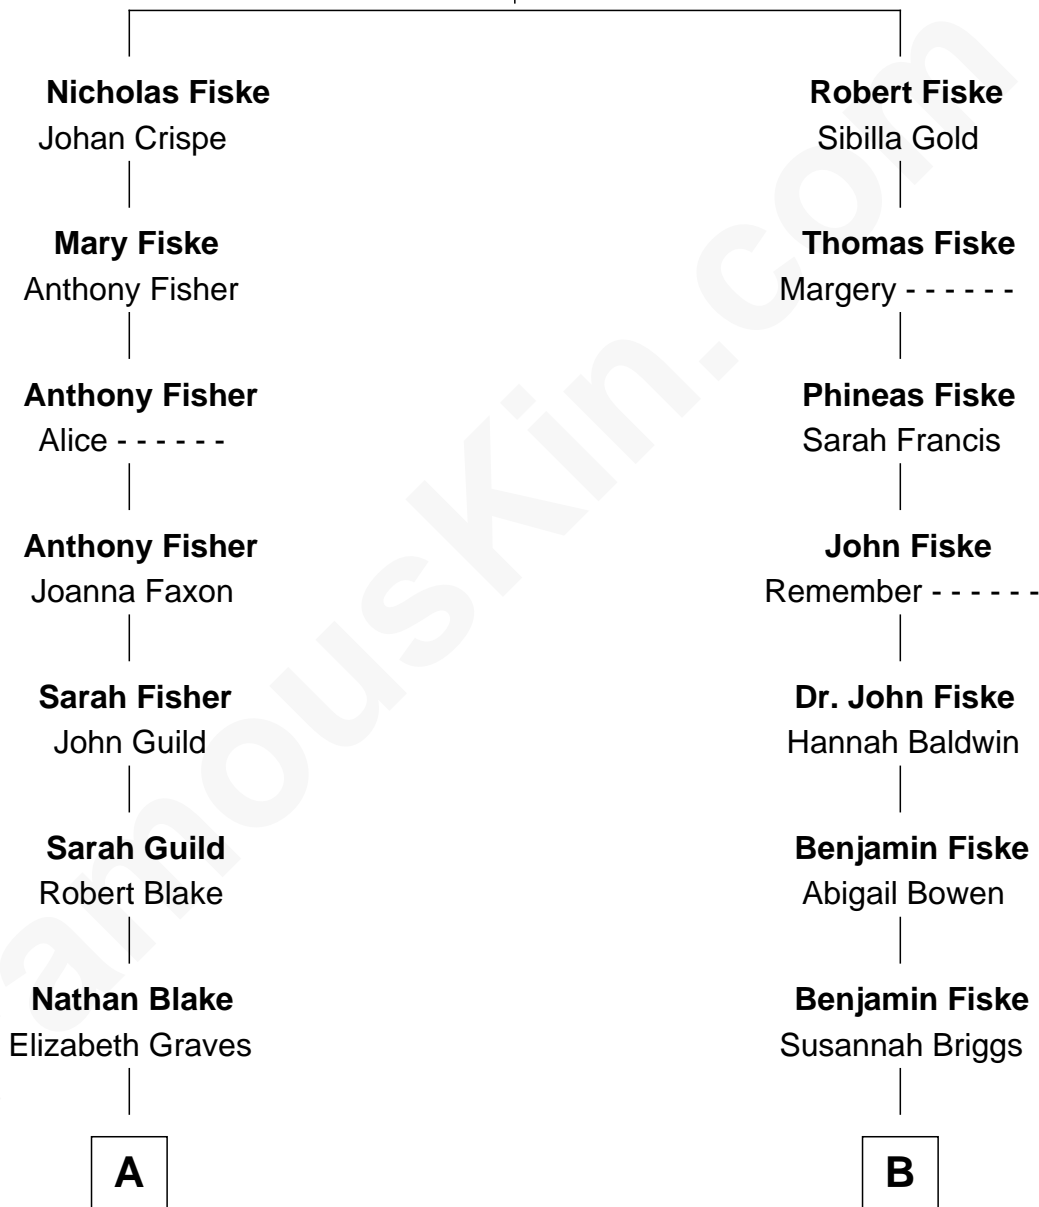 Nicholas Fiske
Johan Crispe
Mary Fiske
Anthony Fisher
Anthony Fisher
Alice - - - - - -
Anthony Fisher
Joanna Faxon
Sarah Fisher
John Guild
Sarah Guild
Robert Blake
Nathan Blake
Elizabeth Graves
A
Robert Fiske
Sibilla Gold
Thomas Fiske
Margery - - - - - -
Phineas Fiske
Sarah Francis
John Fiske
Remember - - - - - -
Dr. John Fiske
Hannah Baldwin
Benjamin Fiske
Abigail Bowen
Benjamin Fiske
Susannah Briggs
B
amousKin.com